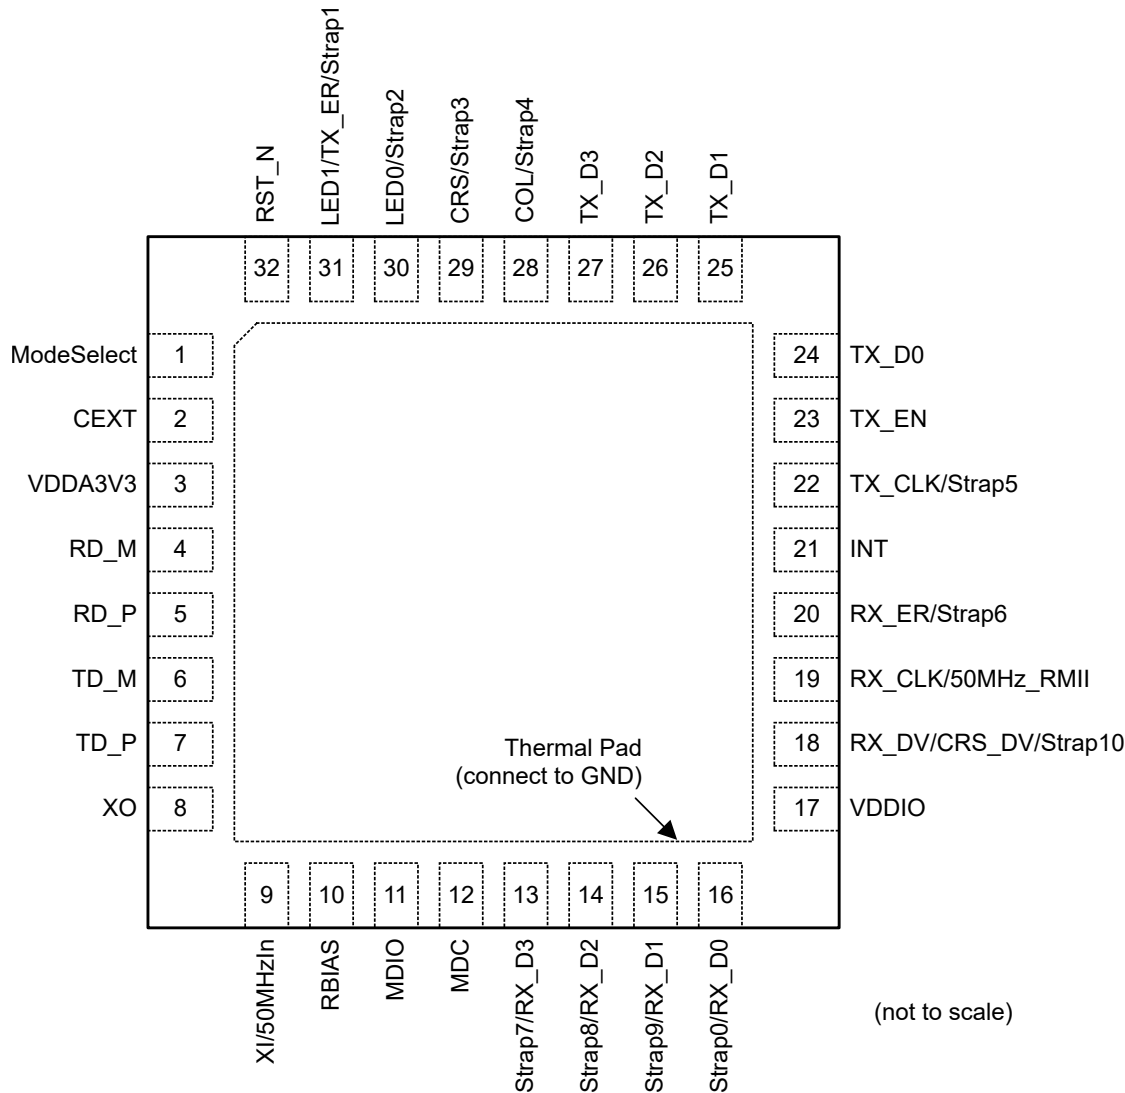 RST_N
LED1/TX_ER/Strap1
LED0/Strap2
CRS/Strap3
COL/Strap4
TX_D3
TX_D2
TX_D1
32
31
30
29
28
27
26
25
ModeSelect 1
CEXT 2
VDDA3V3 3
RD_M 4
RD_P 5
TD_M 6
TD_P 7
XO 8
24 TX_D0
23 TX_EN
22 TX_CLK/Strap5
21 INT
20 RX_ER/Strap6
19 RX_CLK/50MHz_RMII
18 RX_DV/CRS_DV/Strap10
17 VDDIO
Thermal Pad
(connect to GND)
9
10
11
12
13
14
15
16
XI/50MHzIn
RBIAS
MDIO
MDC
Strap7/RX_D3
Strap8/RX_D2
Strap9/RX_D1
Strap0/RX_D0
(not to scale)